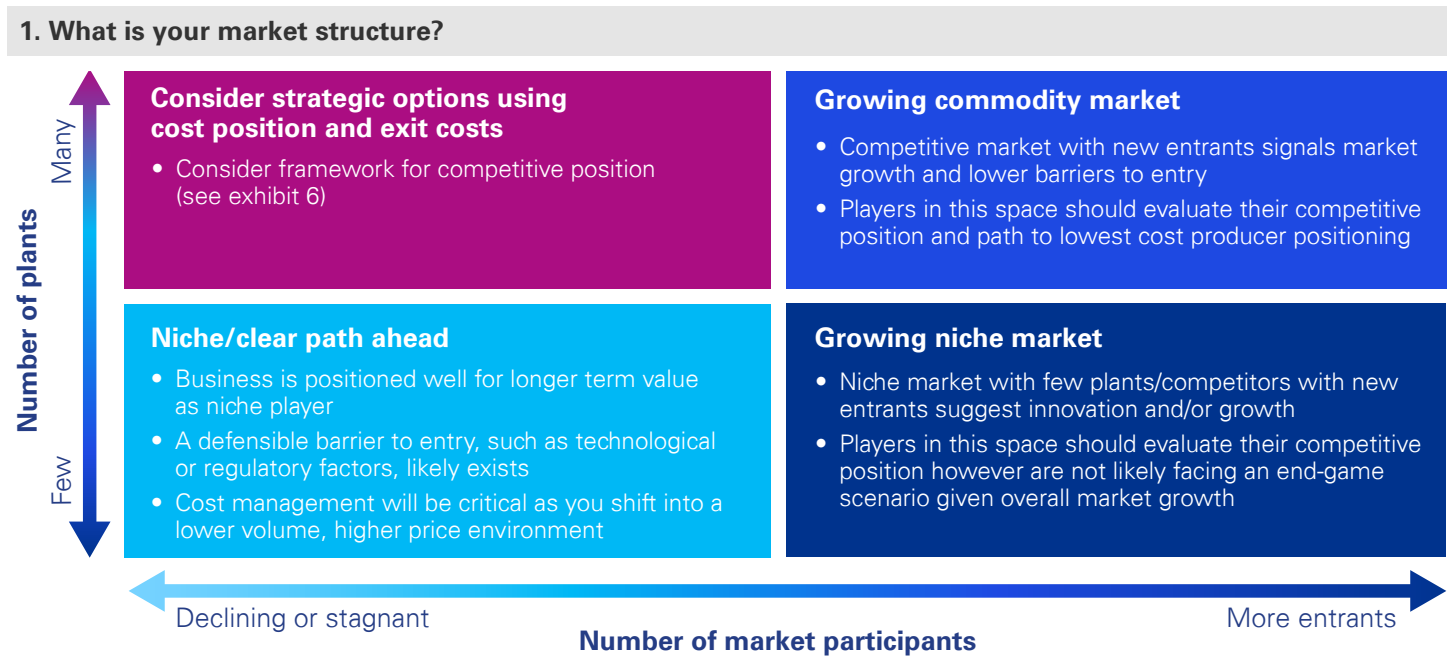 1. What is your market structure?
Number of plants
Many
Few
Consider strategic options using
cost position and exit costs
• Consider framework for competitive position
(see exhibit 6)
Growing commodity market
• Competitive market with new entrants signals market
growth and lower barriers to entry
• Players in this space should evaluate their competitive
position and path to lowest cost producer positioning
Niche/clear path ahead
• Business is positioned well for longer term value
as niche player
• A defensible barrier to entry, such as technological
or regulatory factors, likely exists
• Cost management will be critical as you shift into a
lower volume, higher price environment
Growing niche market
• Niche market with few plants/competitors with new
entrants suggest innovation and/or growth
• Players in this space should evaluate their competitive
position however are not likely facing an end-game
scenario given overall market growth
Declining or stagnant
More entrants
Number of market participants